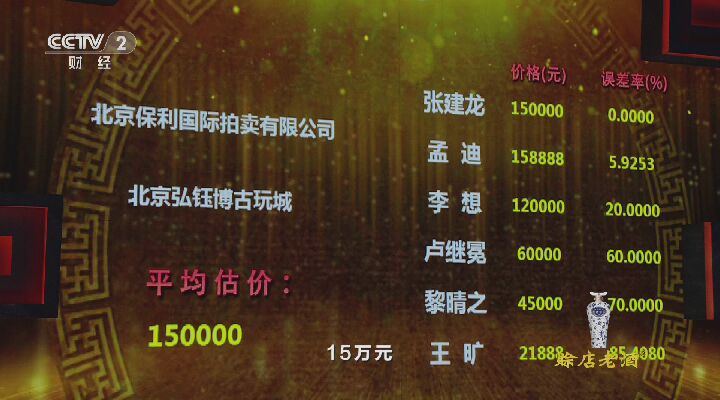 CCTV 2
财经
价格(元) 误差率(%)
北京保利国际拍卖有限公司
张建龙 150000 0.0000
孟迪 158888 5.9253
北京弘钰博古玩城
李想 120000 20.0000
卢继冕 60000 60.0000
平均估价：
黎晴之 45000 70.0000
150000
15万元
王旷 21888 85.4080
赊店老酒